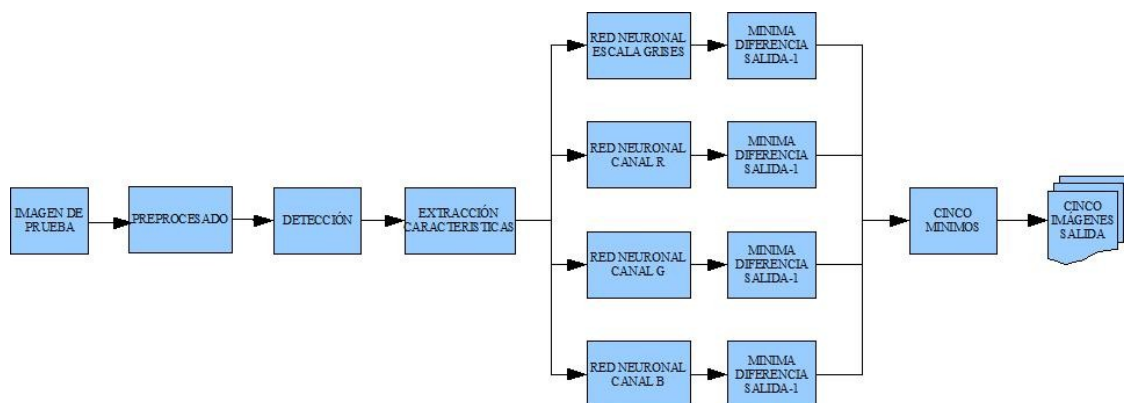 IMAGEN DE
PRUEBA
PREPROCESADO
DETECCIÓN
EXTRACCIÓN
CARACTERISTICAS
RED NEURONAL
ESCALA GRISES
MINIMA
DIFERENCIA
SALIDA-1
RED NEURONAL
CANAL R
MINIMA
DIFERENCIA
SALIDA-1
RED NEURONAL
CANAL G
MINIMA
DIFERENCIA
SALIDA-1
RED NEURONAL
CANAL B
MINIMA
DIFERENCIA
SALIDA-1
CINCO
MINIMOS
CINCO
IMÁGENES
SALIDA